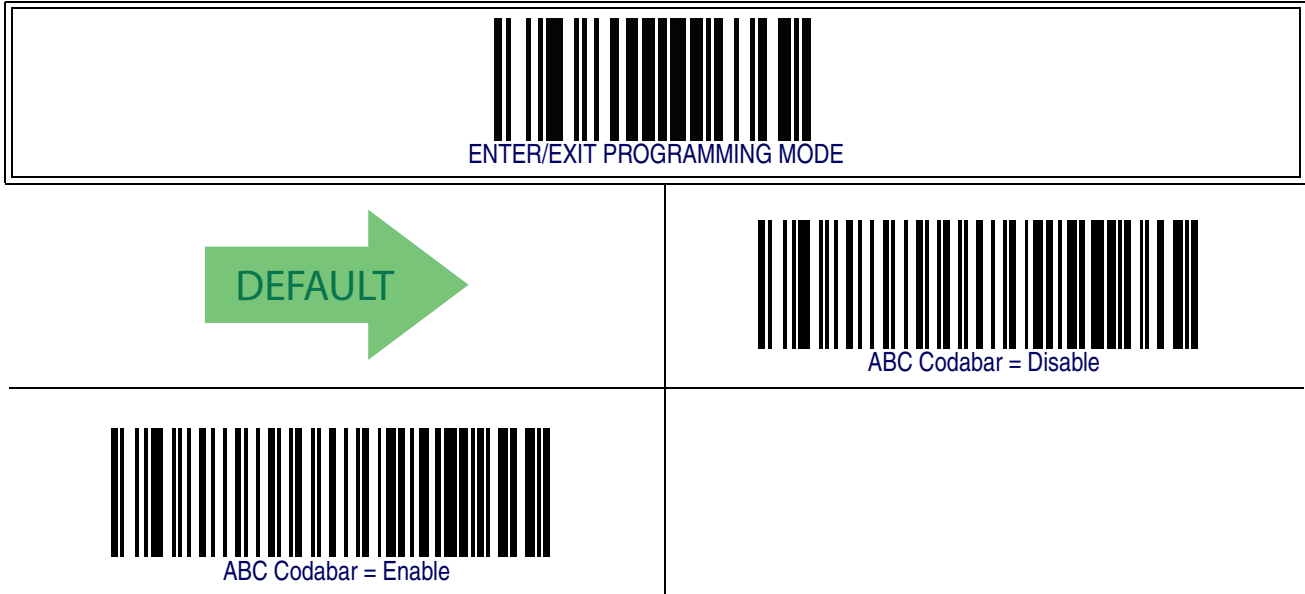 ENTER/EXIT PROGRAMMING MODE
DEFAULT
ABC Codabar = Disable
ABC Codabar = Enable